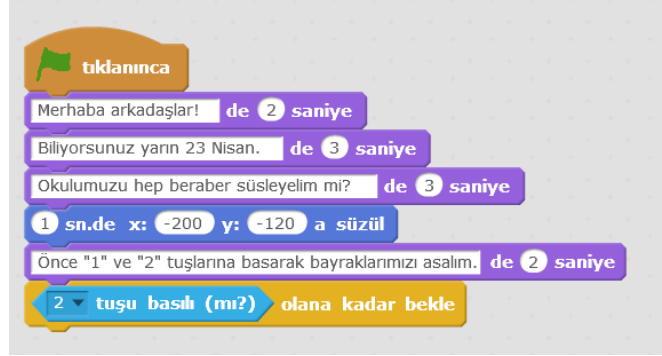 tıklanınca
Merhaba arkadaşlar! de 2 saniye
Biliyorsunuz yarın 23 Nisan. de 3 saniye
Okulumuzu hep beraber süsleyelim mi? de 3 saniye
1 sn.de x: -200 y: -120 a süzül
Önce "1" ve "2" tuşlarına basarak bayraklarımızı asalım. de 2 saniye
2 tuşu basılı (mı?) olana kadar bekle